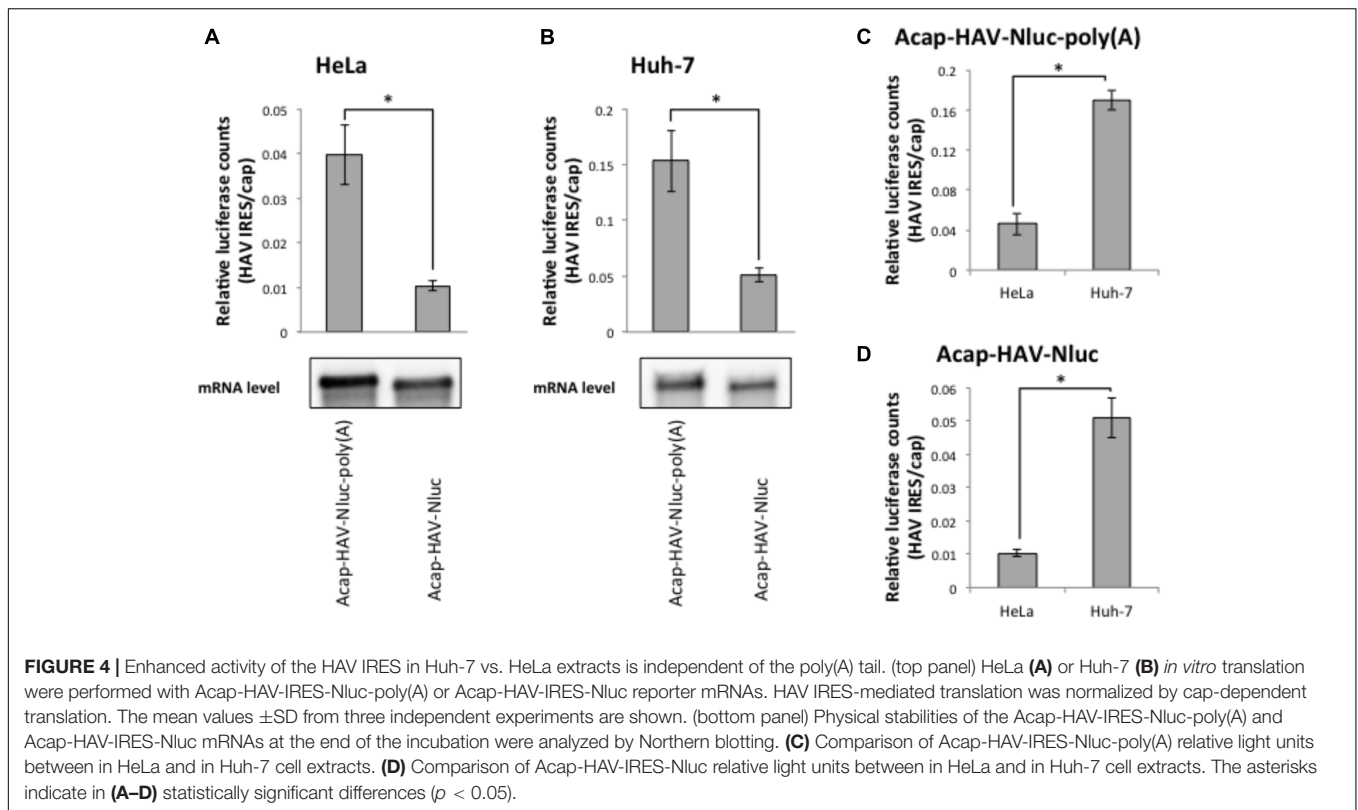 A
HeLa
*
Relative luciferase counts
(HAV IRES/cap)
0.05
0.04
0.03
0.02
0.01
0
mRNA level
Acap-HAV-Nluc-poly(A)
Acap-HAV-Nluc
B
Huh-7
*
Relative luciferase counts
(HAV IRES/cap)
0.2
0.15
0.1
0.05
0
mRNA level
Acap-HAV-Nluc-poly(A)
Acap-HAV-Nluc
C
Acap-HAV-Nluc-poly(A)
*
Relative luciferase counts
(HAV IRES/cap)
0.2
0.16
0.12
0.08
0.04
0
HeLa
Huh-7
D
Acap-HAV-Nluc
*
Relative luciferase counts
(HAV IRES/cap)
0.06
0.05
0.04
0.03
0.02
0.01
0
HeLa
Huh-7
FIGURE 4 | Enhanced activity of the HAV IRES in Huh-7 vs. HeLa extracts is independent of the poly(A) tail. (top panel) HeLa (A) or Huh-7 (B) in vitro translation
were performed with Acap-HAV-IRES-Nluc-poly(A) or Acap-HAV-IRES-Nluc reporter mRNAs. HAV IRES-mediated translation was normalized by cap-dependent
translation. The mean values ±SD from three independent experiments are shown. (bottom panel) Physical stabilities of the Acap-HAV-IRES-Nluc-poly(A) and
Acap-HAV-IRES-Nluc mRNAs at the end of the incubation were analyzed by Northern blotting. (C) Comparison of Acap-HAV-IRES-Nluc-poly(A) relative light units
between in HeLa and in Huh-7 cell extracts. (D) Comparison of Acap-HAV-IRES-Nluc relative light units between in HeLa and in Huh-7 cell extracts. The asterisks
indicate in (A–D) statistically significant differences (p < 0.05).